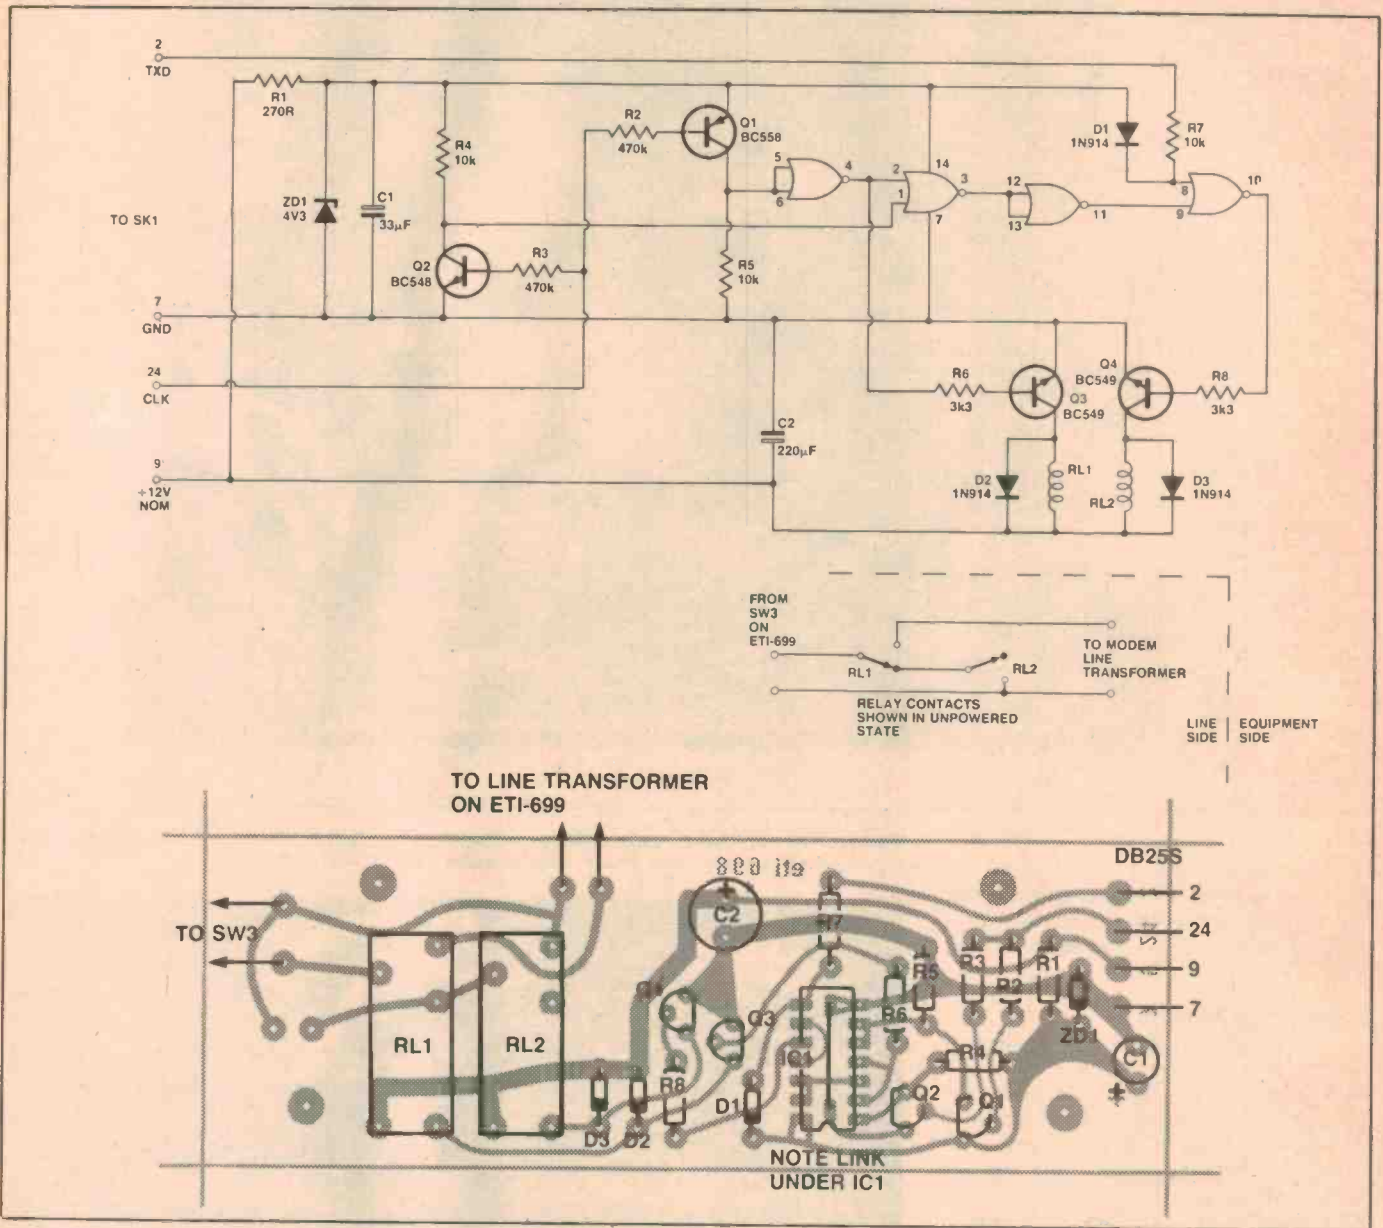 2
TXD
R1
270R
ZD1
4V3
C1
33µF
R4
10k
Q2
BC548
R3
470k
R2
470k
Q1
BC558
R5
10k
5
6
4
2
1
14
7
3
12
13
11
D1
1N914
R7
10k
8
9
10
TO SK1
7
GND
24
CLK
9
+12V
NOM
C2
220µF
R6
3k3
Q3
BC549
Q4
BC549
R8
3k3
D2
1N914
RL1
RL2
D3
1N914
FROM
SW3
ON
ETI-699
RL1
RL2
TO MODEM
LINE
TRANSFORMER
RELAY CONTACTS
SHOWN IN UNPOWERED
STATE
LINE
SIDE
EQUIPMENT
SIDE
TO LINE TRANSFORMER
ON ETI-699
DB25S
2
24
9
7
TO SW3
RL1
RL2
C2
+
Q3
R8
D3
D2
D1
IC1
R6
R5
R3
R2
R1
ZD1
R4
Q2
Q1
C1
+
NOTE LINK
UNDER IC1